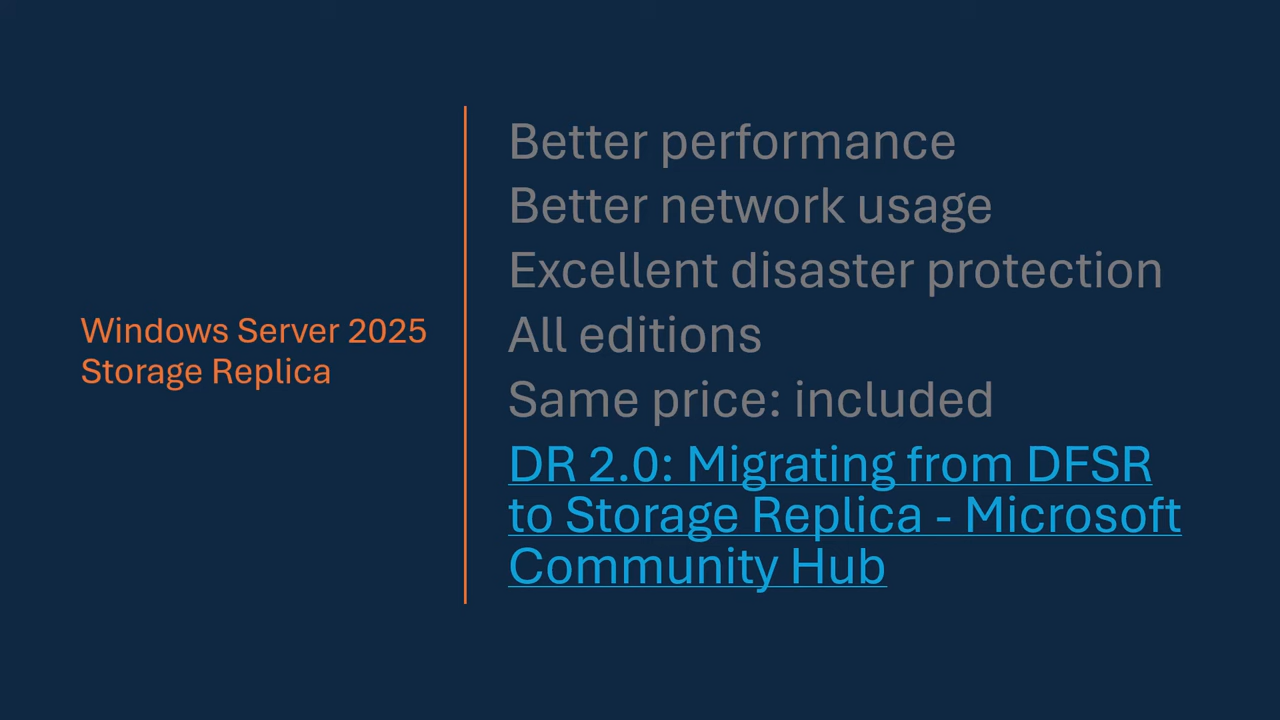 Windows Server 2025
Storage Replica
Better performance
Better network usage
Excellent disaster protection
All editions
Same price: included
DR 2.0: Migrating from DFSR
to Storage Replica - Microsoft
Community Hub